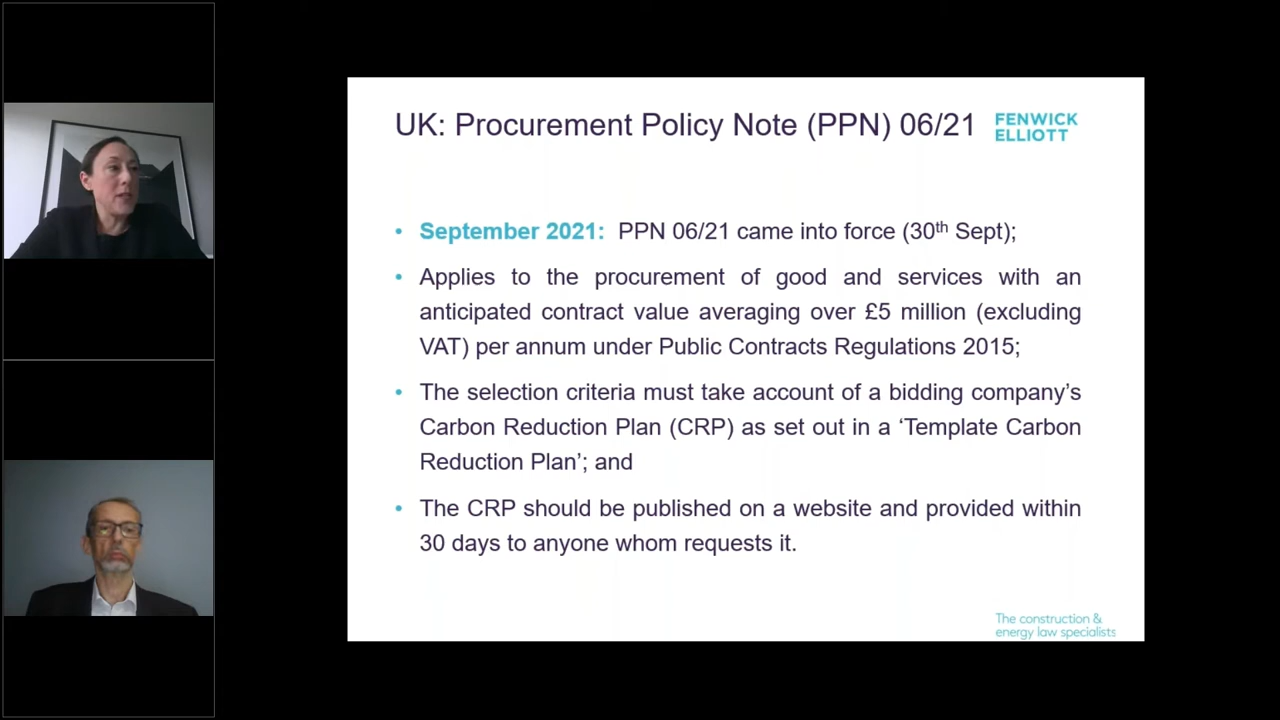 UK: Procurement Policy Note (PPN) 06/21
FENWICK
ELLIOTT
• September 2021: PPN 06/21 came into force (30th Sept);
• Applies to the procurement of good and services with an
anticipated contract value averaging over £5 million (excluding
VAT) per annum under Public Contracts Regulations 2015;
• The selection criteria must take account of a bidding company’s
Carbon Reduction Plan (CRP) as set out in a ‘Template Carbon
Reduction Plan’; and
• The CRP should be published on a website and provided within
30 days to anyone whom requests it.
The construction &
energy law specialists